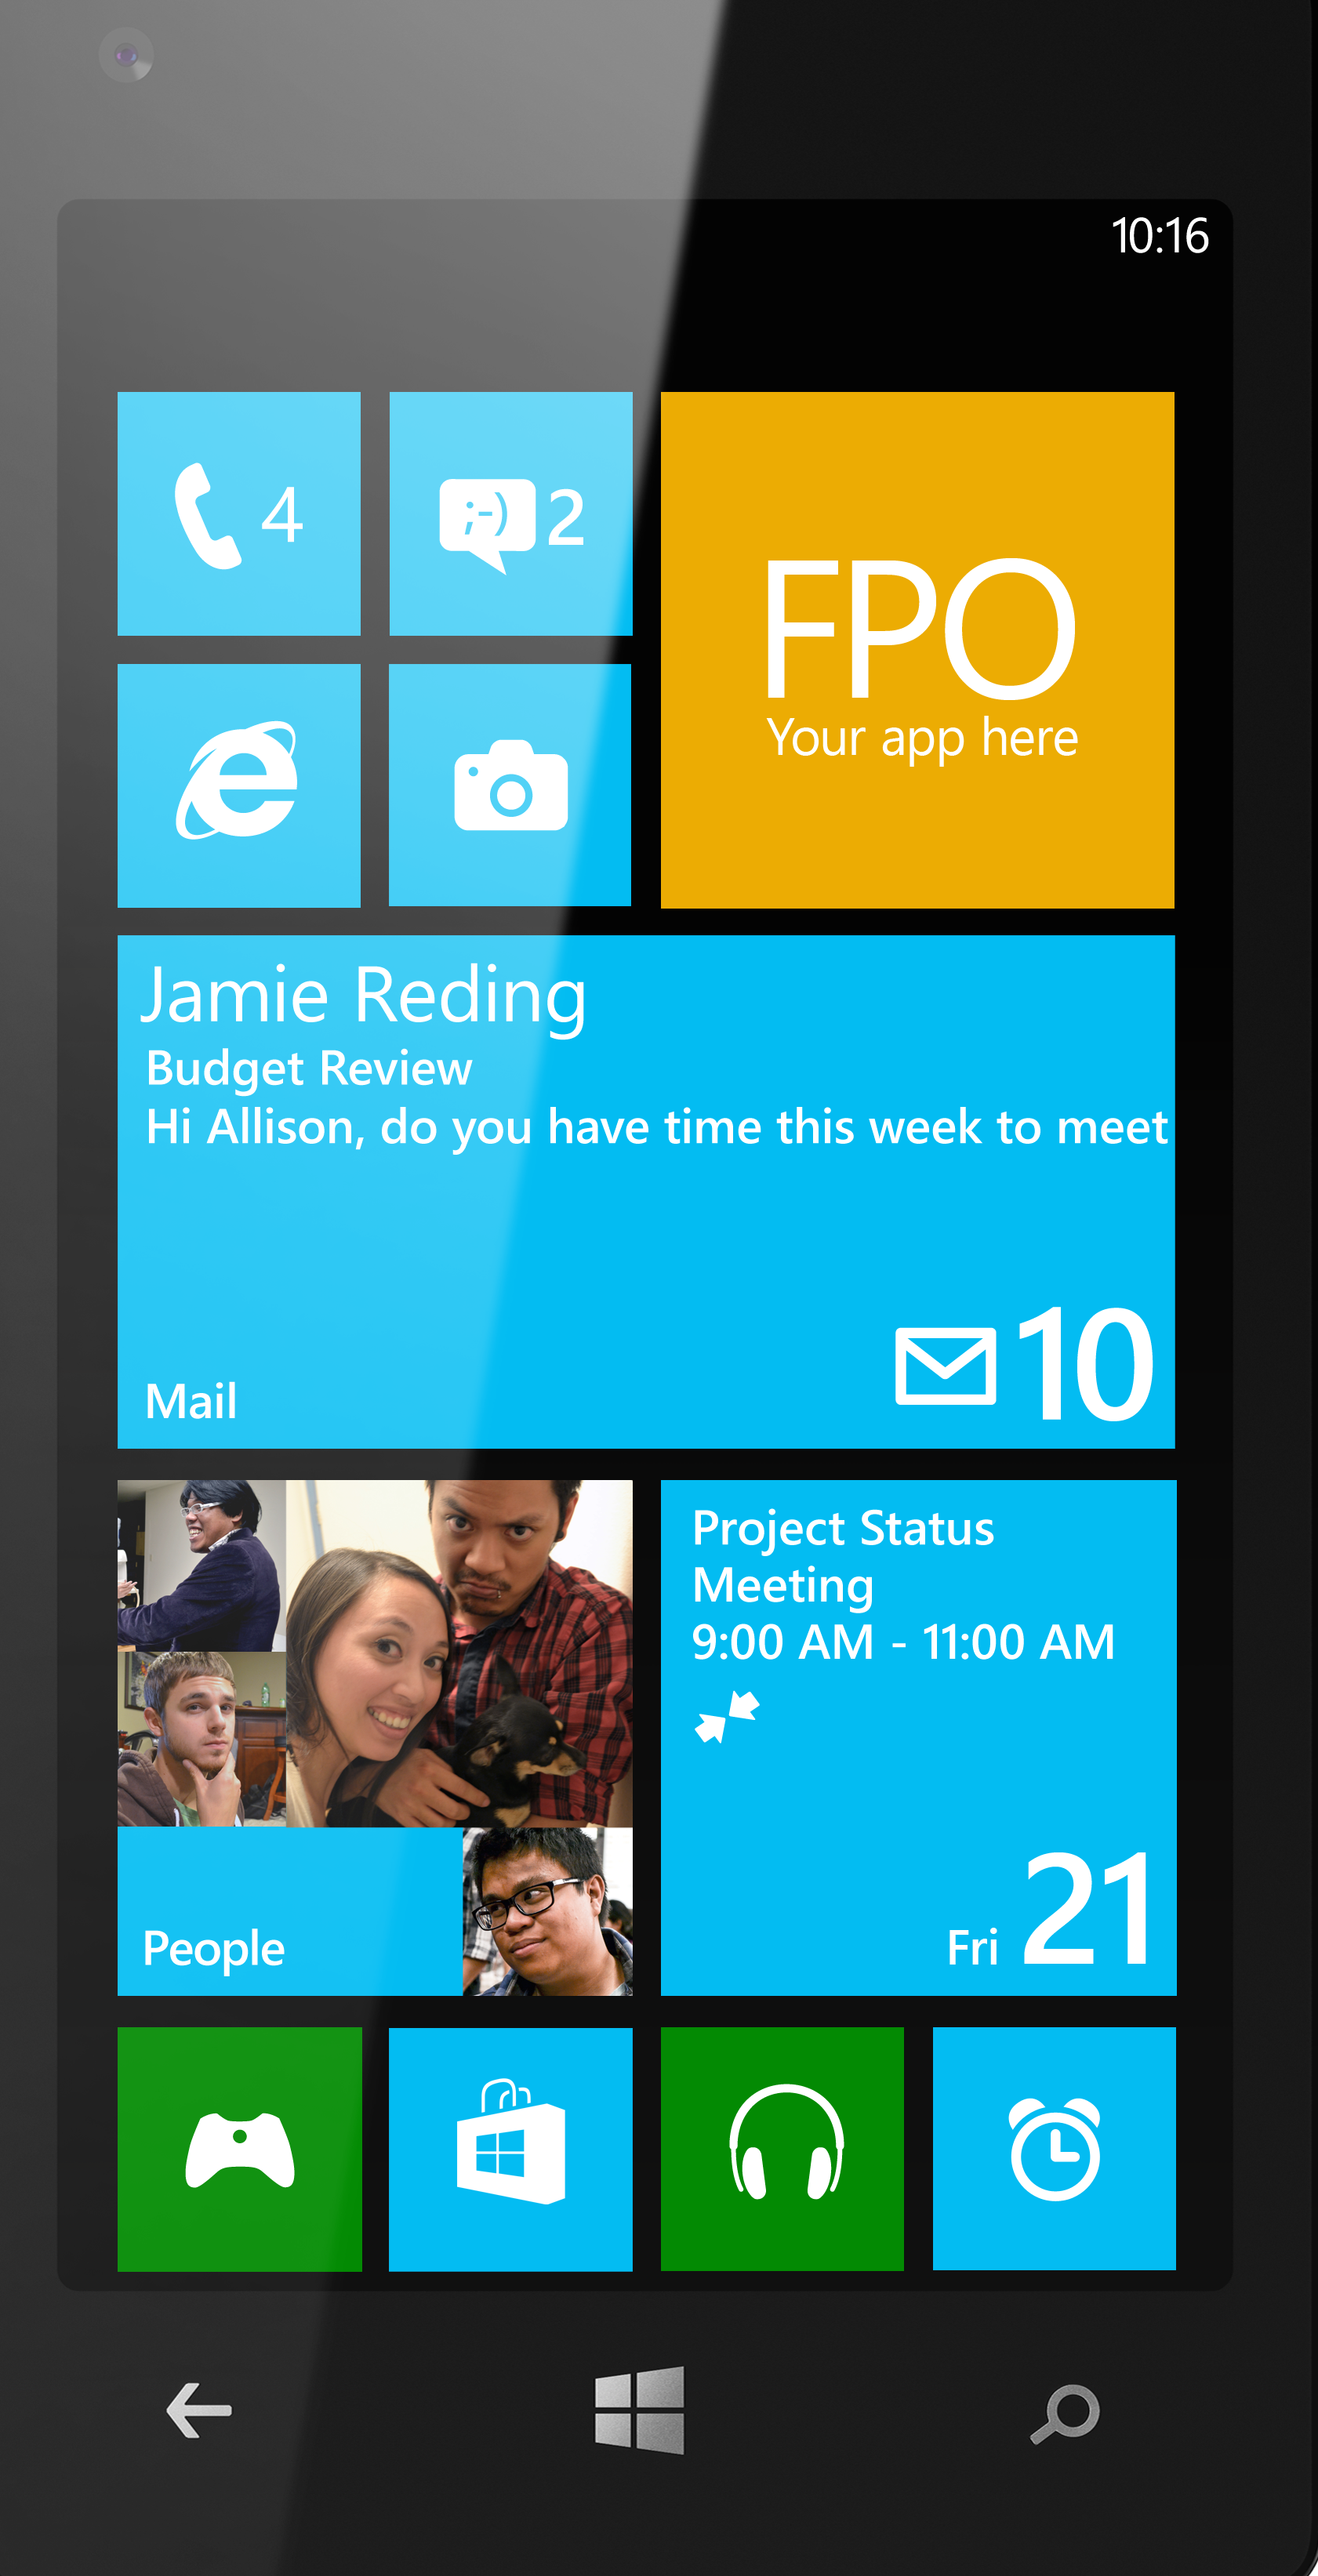 10:16
4
;-) 2
FPO
Your app here
Jamie Reding
Budget Review
Hi Allison, do you have time this week to meet
Mail
10
Project Status
Meeting
9:00 AM - 11:00 AM
People
Fri 21